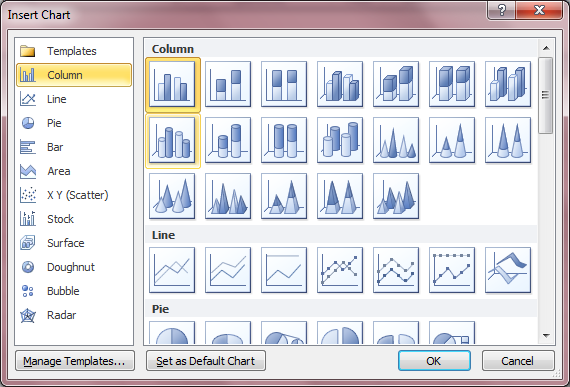 Insert Chart
Templates
Column
Line
Pie
Bar
Area
X Y (Scatter)
Stock
Surface
Doughnut
Bubble
Radar
Column
Line
Pie
Manage Templates...
Set as Default Chart
OK
Cancel